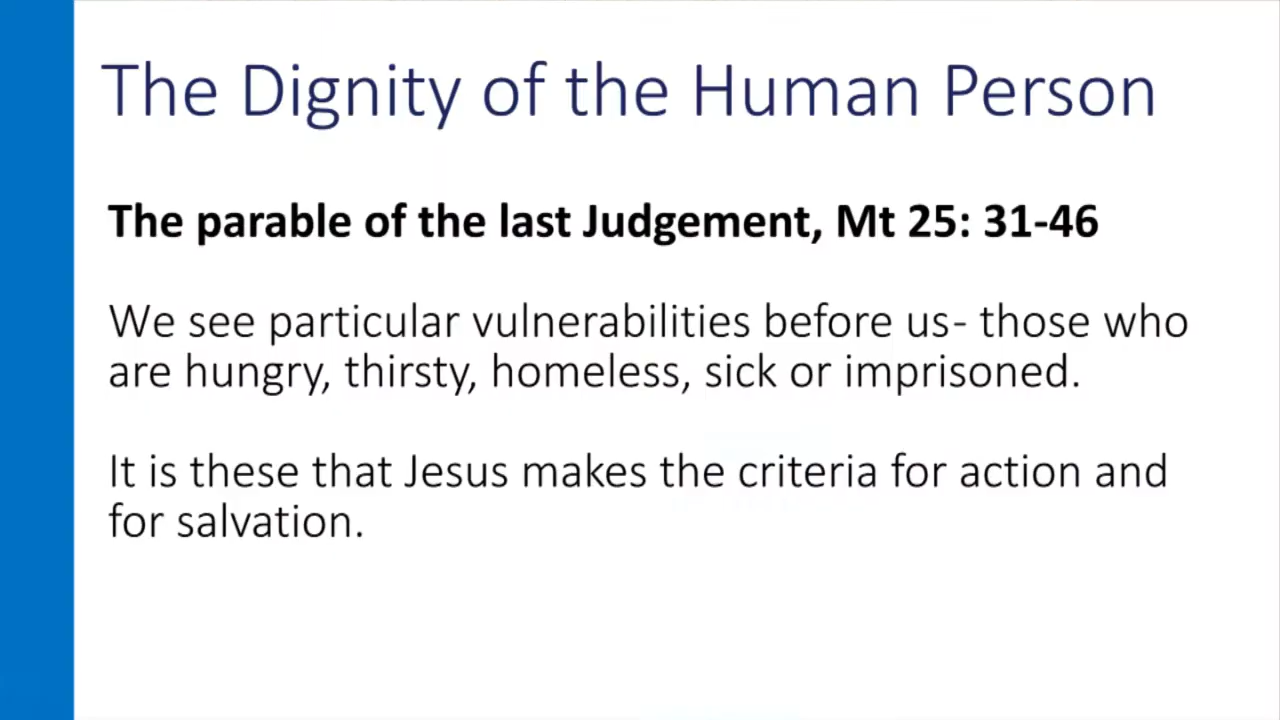 The Dignity of the Human Person
The parable of the last Judgement, Mt 25: 31-46
We see particular vulnerabilities before us- those who
are hungry, thirsty, homeless, sick or imprisoned.
It is these that Jesus makes the criteria for action and
for salvation.